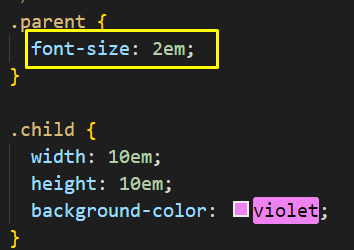 .parent {
font-size: 2em;
}
.child {
width: 10em;
height: 10em;
background-color: violet;
}